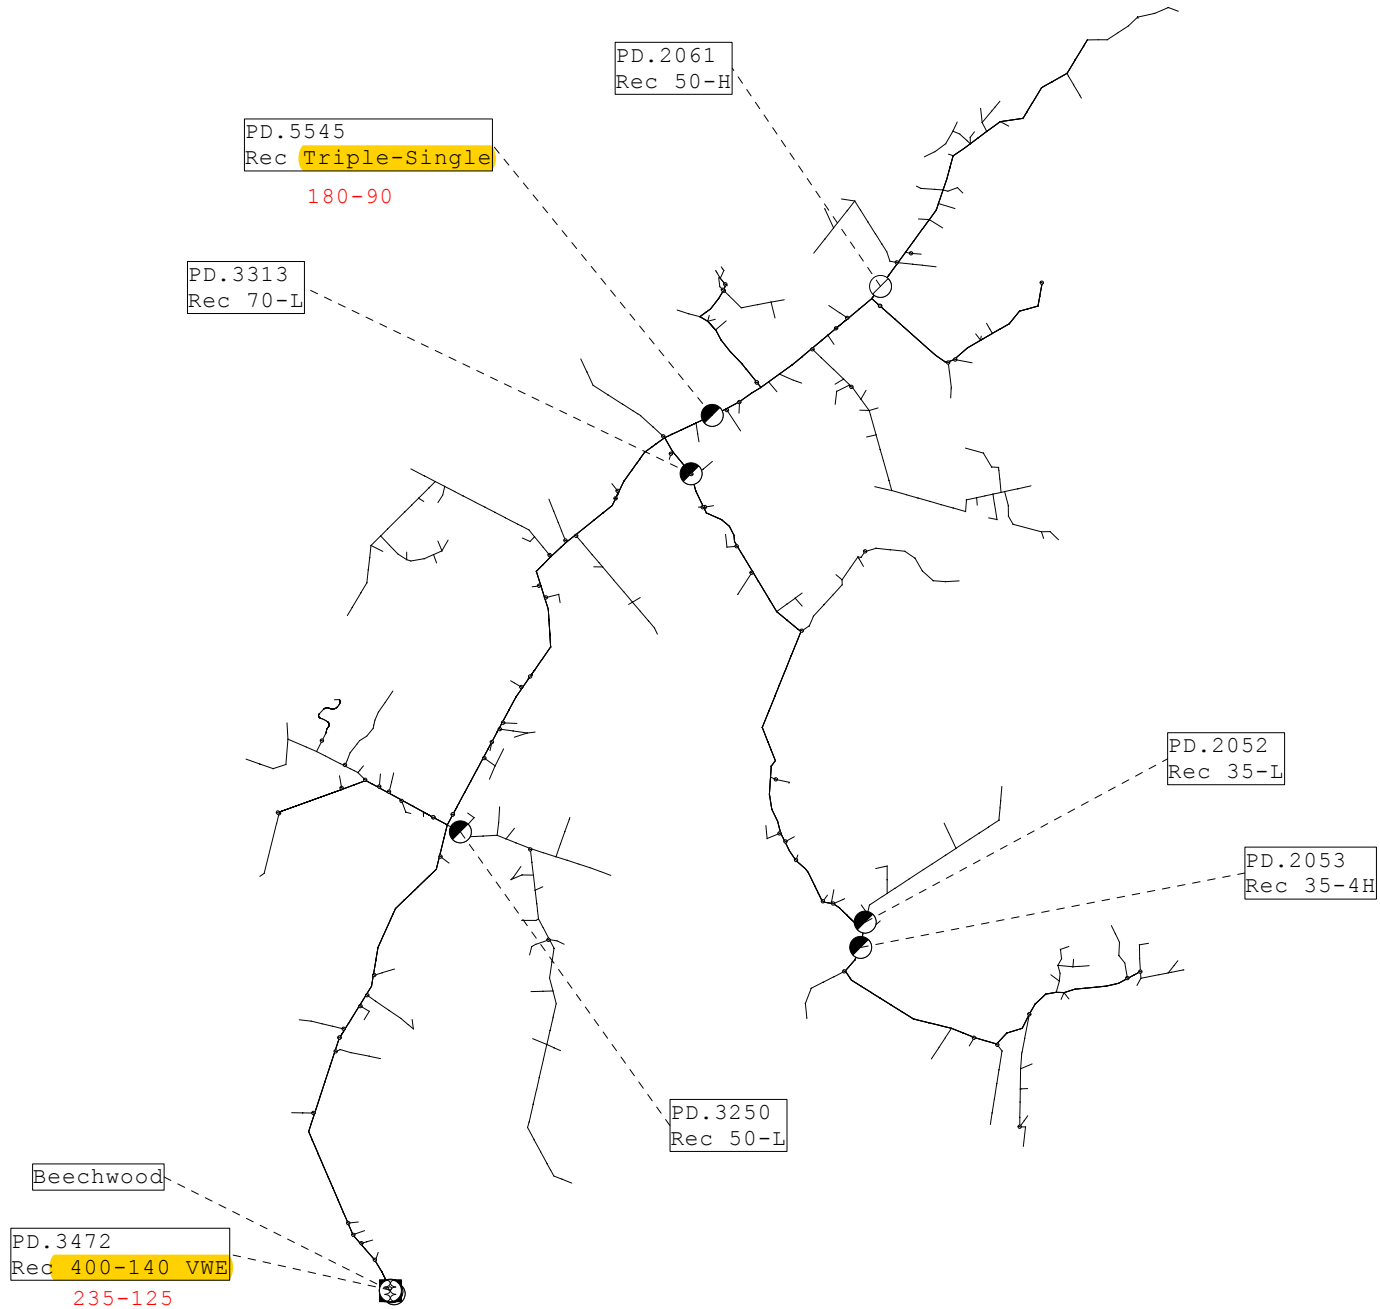 PD.2061
Rec 50-H
PD.5545
Rec Triple-Single
180-90
PD.3313
Rec 70-L
PD.2052
Rec 35-L
PD.2053
Rec 35-4H
PD.3250
Rec 50-L
Beechwood
PD.3472
Rec 400-140 VWE
235-125